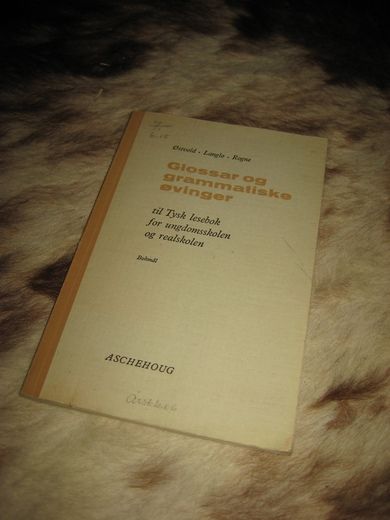 Østvold - Langlo - Rogne
Glossar og
grammatiske
øvinger
til Tysk lesebok
for ungdomsskolen
og realskolen
Bokmål
ASCHEHOUG